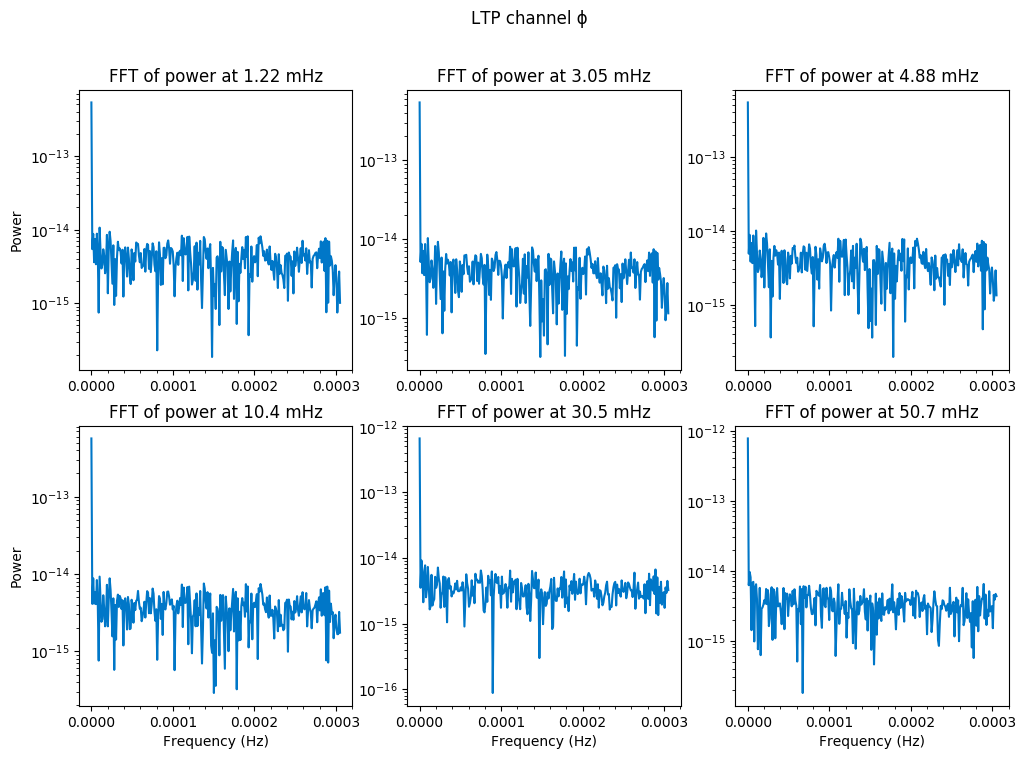 LTP channel ϕ
FFT of power at 1.22 mHz
FFT of power at 3.05 mHz
FFT of power at 4.88 mHz
Power
10⁻¹³
10⁻¹⁴
10⁻¹⁵
10⁻¹³
10⁻¹⁴
10⁻¹⁵
10⁻¹³
10⁻¹⁴
10⁻¹⁵
0.0000 0.0001 0.0002 0.0003
0.0000 0.0001 0.0002 0.0003
0.0000 0.0001 0.0002 0.0003
FFT of power at 10.4 mHz
FFT of power at 30.5 mHz
FFT of power at 50.7 mHz
Power
10⁻¹³
10⁻¹⁴
10⁻¹⁵
10⁻¹²
10⁻¹³
10⁻¹⁴
10⁻¹⁵
10⁻¹⁶
10⁻¹²
10⁻¹³
10⁻¹⁴
10⁻¹⁵
0.0000 0.0001 0.0002 0.0003
0.0000 0.0001 0.0002 0.0003
0.0000 0.0001 0.0002 0.0003
Frequency (Hz)
Frequency (Hz)
Frequency (Hz)